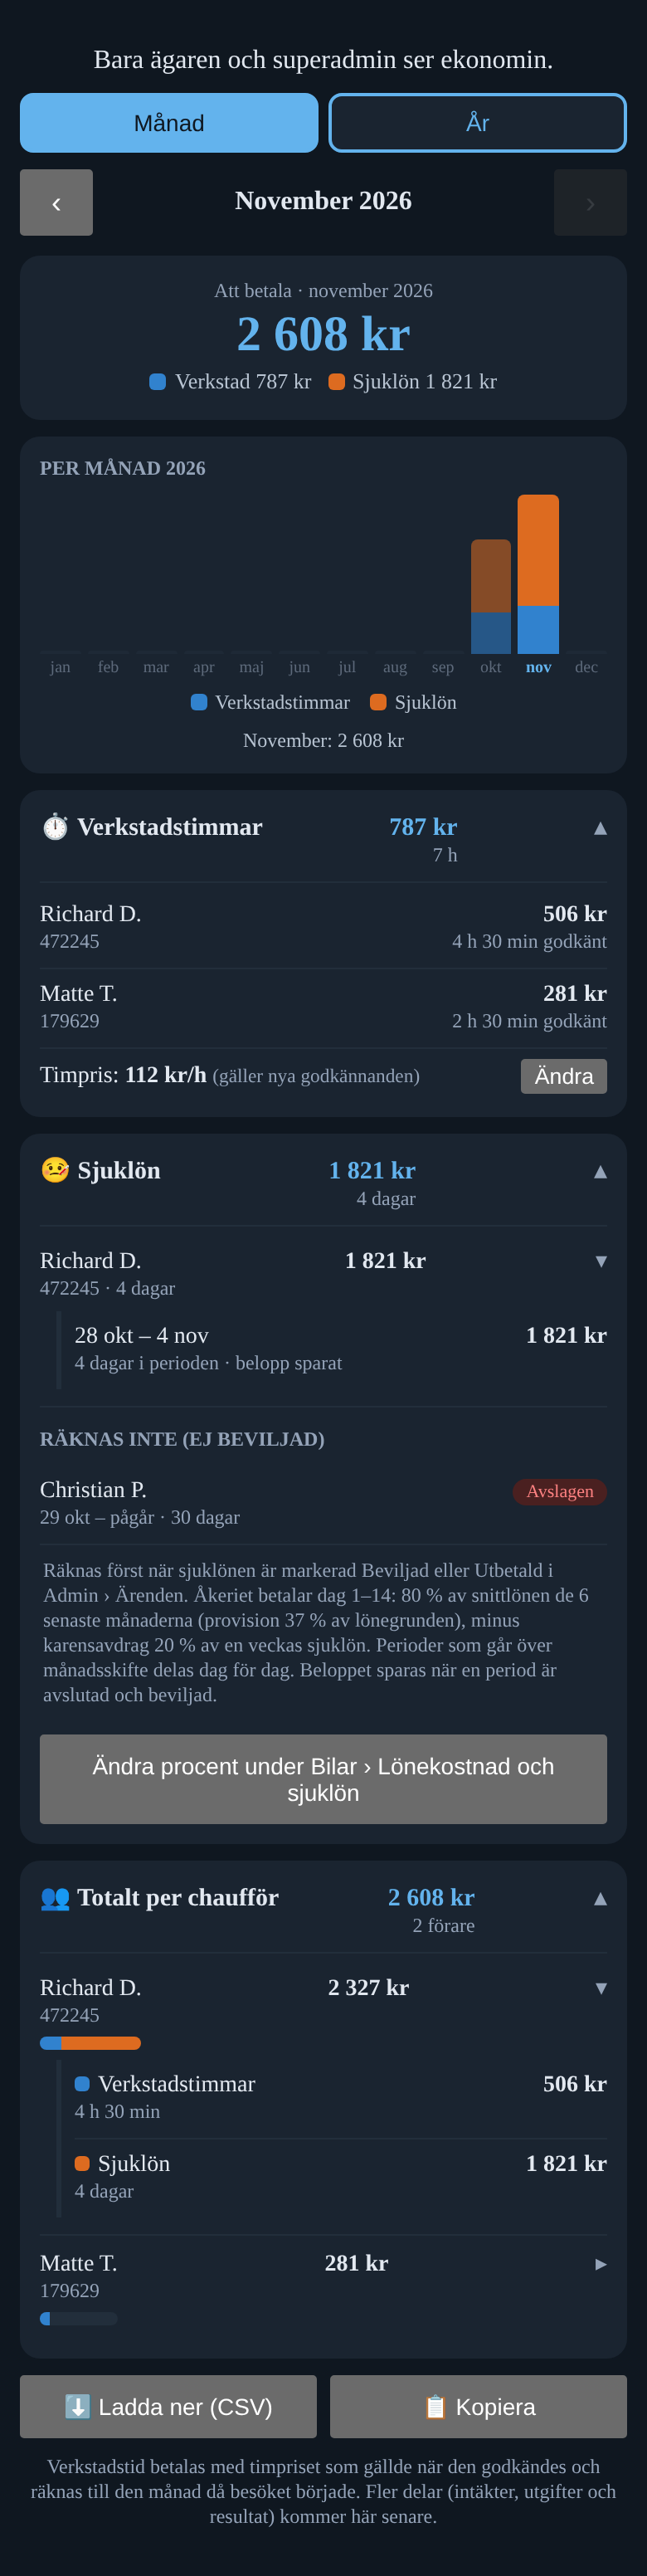 Bara ägaren och superadmin ser ekonomin.
Månad
År
‹
November 2026
›
Att betala · november 2026
2 608 kr
Verkstad 787 kr Sjuklön 1 821 kr
PER MÅNAD 2026
jan feb mar apr maj jun jul aug sep okt nov dec
Verkstadstimmar Sjuklön
November: 2 608 kr
Verkstadstimmar 787 kr ▲
7 h
Richard D. 506 kr
472245 4 h 30 min godkänt
Matte T. 281 kr
179629 2 h 30 min godkänt
Timpris: 112 kr/h (gäller nya godkännanden) Ändra
Sjuklön 1 821 kr ▲
4 dagar
Richard D. 1 821 kr ▼
472245 · 4 dagar
28 okt – 4 nov 1 821 kr
4 dagar i perioden · belopp sparat
RÄKNAS INTE (EJ BEVILJAD)
Christian P. Avslagen
29 okt – pågår · 30 dagar
Räknas först när sjuklönen är markerad Beviljad eller Utbetald i
Admin › Ärenden. Åkeriet betalar dag 1–14: 80 % av snittlönen de 6
senaste månaderna (provision 37 % av lönegrunden), minus
karensavdrag 20 % av en veckas sjuklön. Perioder som går över
månadsskifte delas dag för dag. Beloppet sparas när en period är
avslutad och beviljad.
Ändra procent under Bilar › Lönekostnad och
sjuklön
Totalt per chaufför 2 608 kr ▲
2 förare
Richard D. 2 327 kr ▼
472245
Verkstadstimmar 506 kr
4 h 30 min
Sjuklön 1 821 kr
4 dagar
Matte T. 281 kr ▸
179629
Ladda ner (CSV)
Kopiera
Verkstadstid betalas med timpriset som gällde när den godkändes och
räknas till den månad då besöket började. Fler delar (intäkter, utgifter och
resultat) kommer här senare.